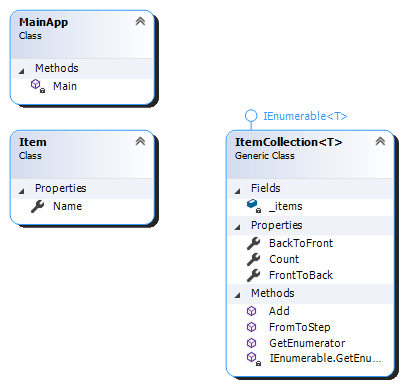 MainApp
Class
Methods
Main
Item
Class
Properties
Name
IEnumerable<T>
ItemCollection<T>
Generic Class
Fields
_items
Properties
BackToFront
Count
FrontToBack
Methods
Add
FromToStep
GetEnumerator
IEnumerable.GetEnu...